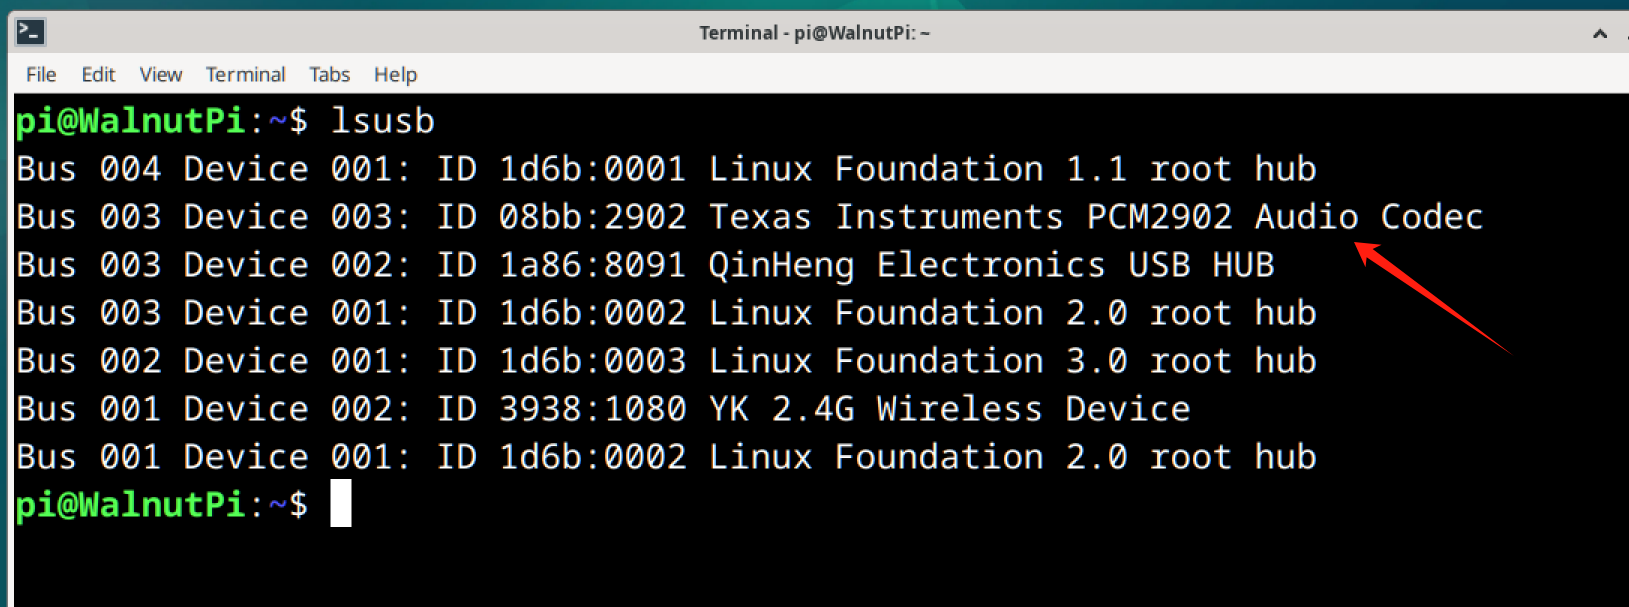 Terminal - pi@WalnutPi: ~
File Edit View Terminal Tabs Help
pi@WalnutPi:~$ lsusb
Bus 004 Device 001: ID 1d6b:0001 Linux Foundation 1.1 root hub
Bus 003 Device 003: ID 08bb:2902 Texas Instruments PCM2902 Audio Codec
Bus 003 Device 002: ID 1a86:8091 QinHeng Electronics USB HUB
Bus 003 Device 001: ID 1d6b:0002 Linux Foundation 2.0 root hub
Bus 002 Device 001: ID 1d6b:0003 Linux Foundation 3.0 root hub
Bus 001 Device 002: ID 3938:1080 YK 2.4G Wireless Device
Bus 001 Device 001: ID 1d6b:0002 Linux Foundation 2.0 root hub
pi@WalnutPi:~$